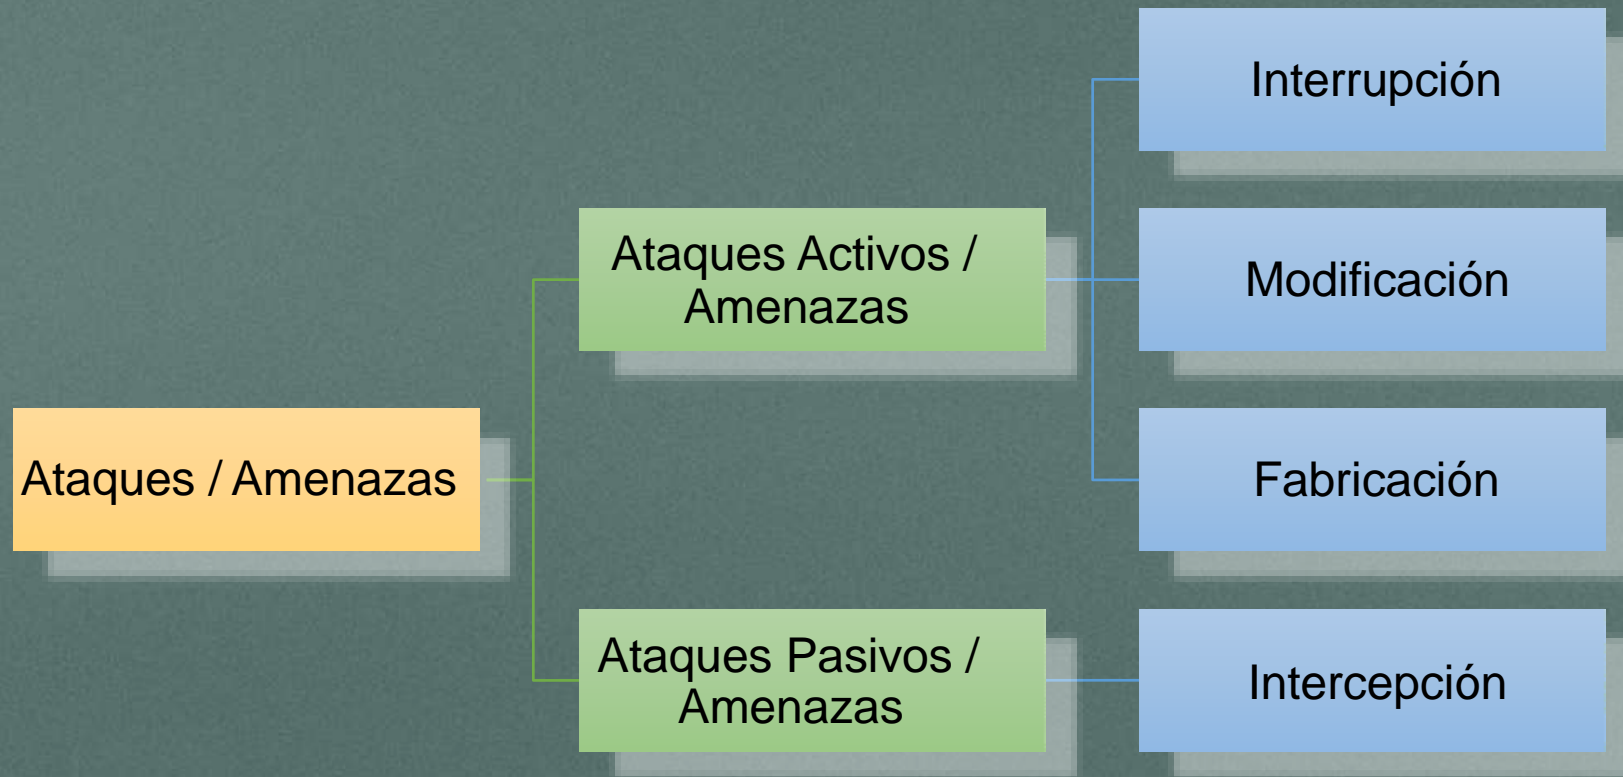 Ataques / Amenazas
Ataques Activos /
Amenazas
Interrupción
Modificación
Fabricación
Ataques Pasivos /
Amenazas
Intercepción